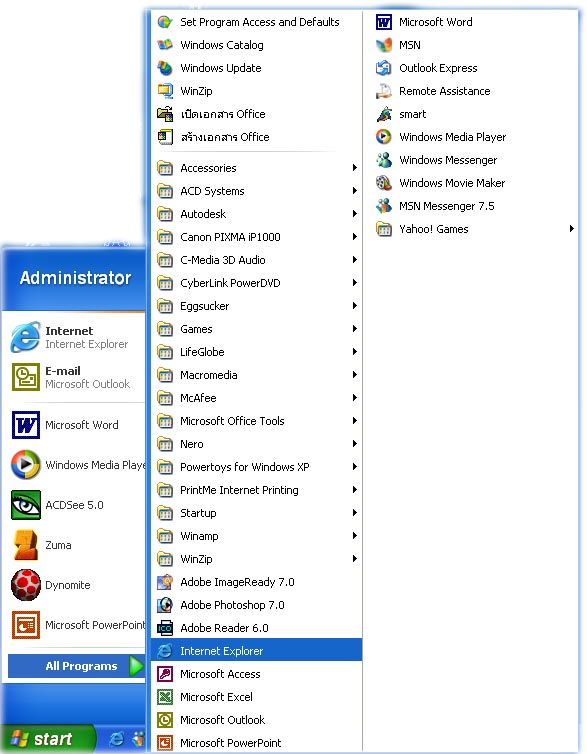 Administrator
Internet
Internet Explorer
E-mail
Microsoft Outlook
Microsoft Word
Windows Media Playe
ACDSee 5.0
Zuma
Dynomite
Microsoft PowerPoint
All Programs
start
Set Program Access and Defaults
Windows Catalog
Windows Update
WinZip
เปิดเอกสาร Office
สร้างเอกสาร Office
Accessories
ACD Systems
Autodesk
Canon PIXMA iP1000
C-Media 3D Audio
CyberLink PowerDVD
Eggsucker
Games
LifeGlobe
Macromedia
McAfee
Microsoft Office Tools
Nero
Powertoys for Windows XP
PrintMe Internet Printing
Startup
Winamp
WinZip
Adobe ImageReady 7.0
Adobe Photoshop 7.0
Adobe Reader 6.0
Internet Explorer
Microsoft Access
Microsoft Excel
Microsoft Outlook
Microsoft PowerPoint
Microsoft Word
MSN
Outlook Express
Remote Assistance
smart
Windows Media Player
Windows Messenger
Windows Movie Maker
MSN Messenger 7.5
Yahoo! Games